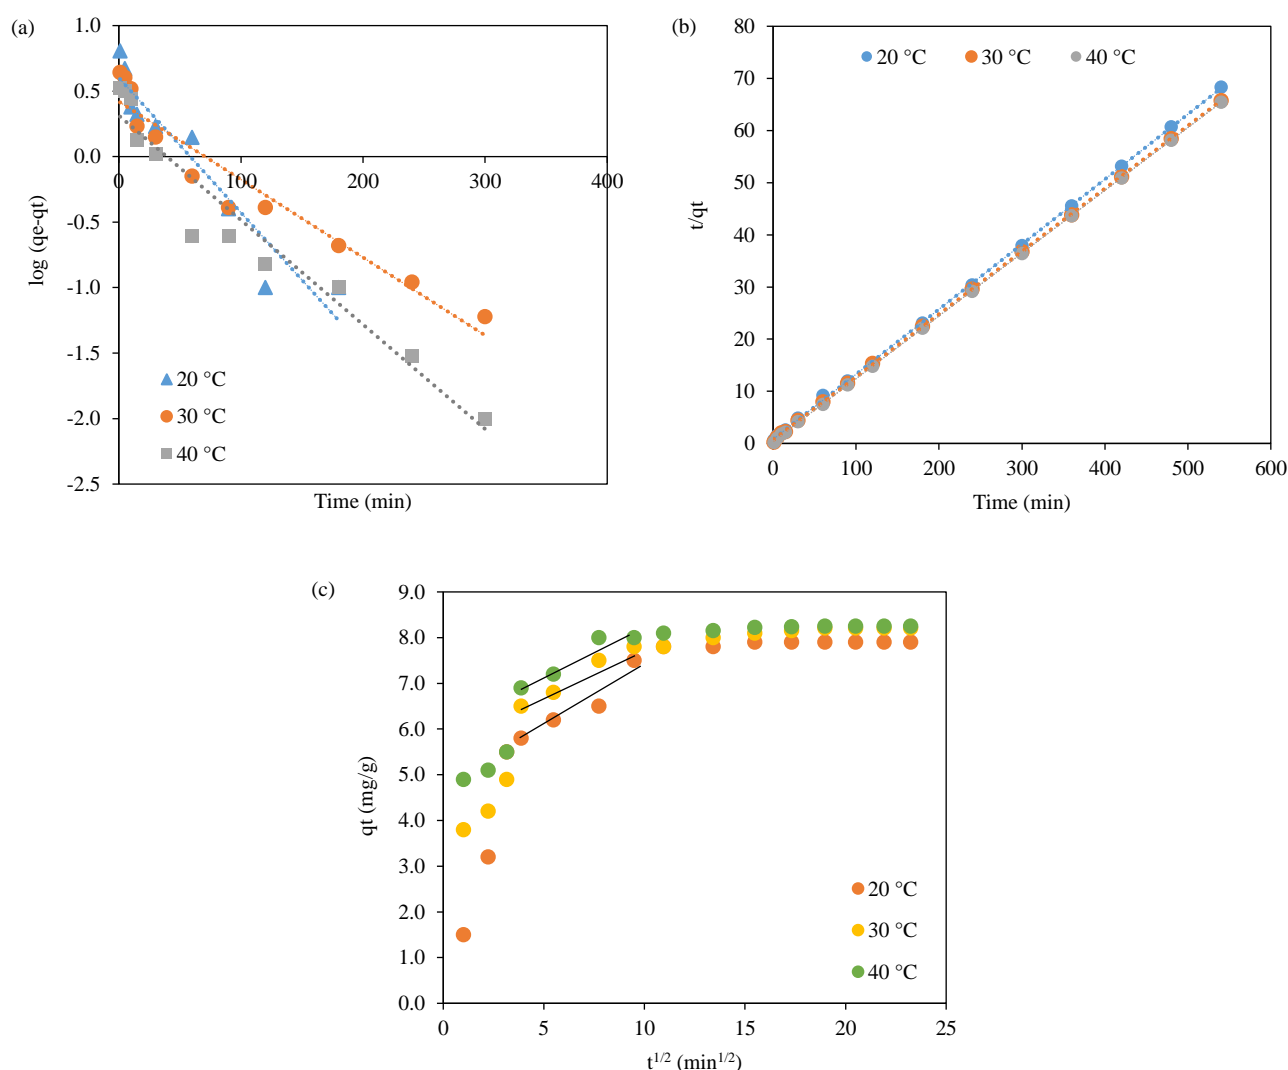 (a)
1.0
0.5
0.0
-0.5
-1.0
-1.5
-2.0
-2.5
log (qe-qt)
0 100 200 300 400
20 °C
30 °C
40 °C
Time (min)
(b)
80
70
60
50
40
30
20
10
0
t/qt
20 °C 30 °C 40 °C
0 100 200 300 400 500 600
Time (min)
(c)
9.0
8.0
7.0
6.0
5.0
4.0
3.0
2.0
1.0
0.0
qt (mg/g)
20 °C
30 °C
40 °C
0 5 10 15 20 25
t^{1/2} (min^{1/2})